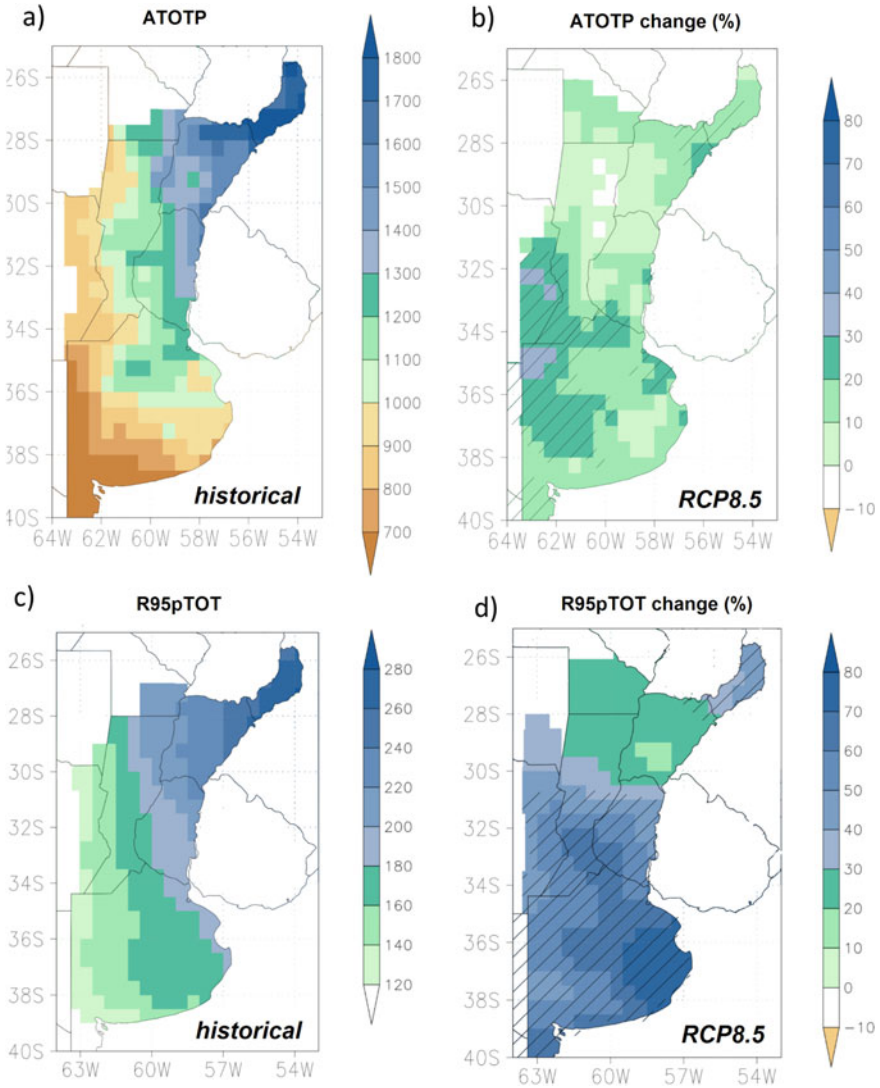 a) ATOTP
26S
28S
30S
32S
34S
36S
38S
40S
64W 62W 60W 58W 56W 54W
1800
1700
1600
1500
1400
1300
1200
1100
1000
900
800
700
historical
b) ATOTP change (%)
26S
28S
30S
32S
34S
36S
38S
40S
64W 62W 60W 58W 56W 54W
80
70
60
50
40
30
20
10
0
-10
RCP8.5
c) R95pTOT
26S
28S
30S
32S
34S
36S
38S
40S
63W 60W 57W 54W
280
260
240
220
200
180
160
140
120
historical
d) R95pTOT change (%)
26S
28S
30S
32S
34S
36S
38S
40S
63W 60W 57W 54W
80
70
60
50
40
30
20
10
0
-10
RCP8.5